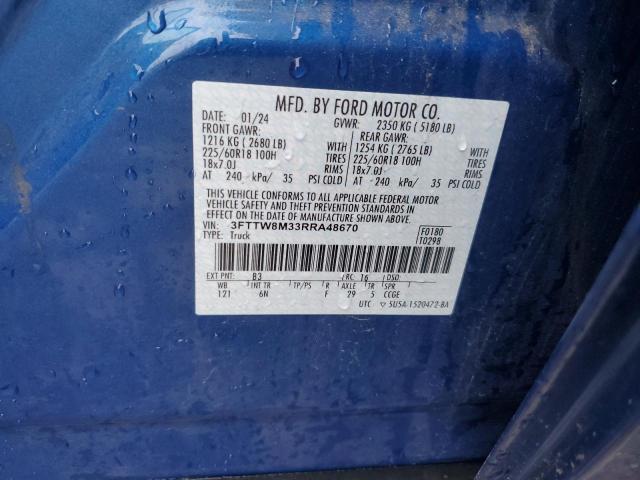 MFD. BY FORD MOTOR CO.
DATE: 01/24 GVWR: 2350 KG ( 5180 LB)
FRONT GAWR: REAR GAWR:
1216 KG ( 2680 LB) WITH 1254 KG ( 2765 LB) WITH
225/60R18 100H TIRES 225/60R18 100H TIRES
18x7.0J RIMS 18x7.0J RIMS
AT 240 kPa/ 35 PSI COLD AT 240 kPa/ 35 PSI COLD
THIS VEHICLE CONFORMS TO ALL APPLICABLE FEDERAL MOTOR
VEHICLE SAFETY AND THEFT PREVENTION STANDARDS IN
EFFECT ON THE DATE OF MANUFACTURE SHOWN ABOVE.
VIN: 3FTTW8M33RRA48670 F0180
TYPE: Truck T0298
EXT PNT: B3 RC: 16 DSO:
WB INT TR TP/PS R AXLE TR SPR
121 6N F 29 5 CCGE
UTC ▽ 5U5A-1520472-BA